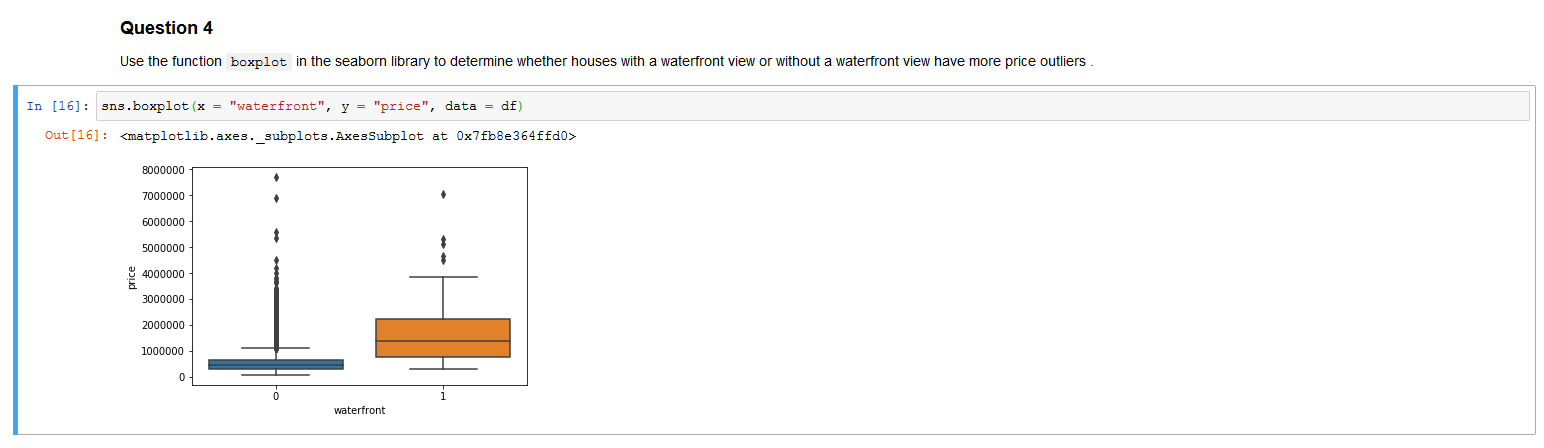 Question 4
Use the function boxplot in the seaborn library to determine whether houses with a waterfront view or without a waterfront view have more price outliers .
In [16]: sns.boxplot(x = "waterfront", y = "price", data = df)
Out[16]: <matplotlib.axes._subplots.AxesSubplot at 0x7fb8e364ffd0>
8000000
7000000
6000000
5000000
4000000
3000000
2000000
1000000
0
price
0 1
waterfront